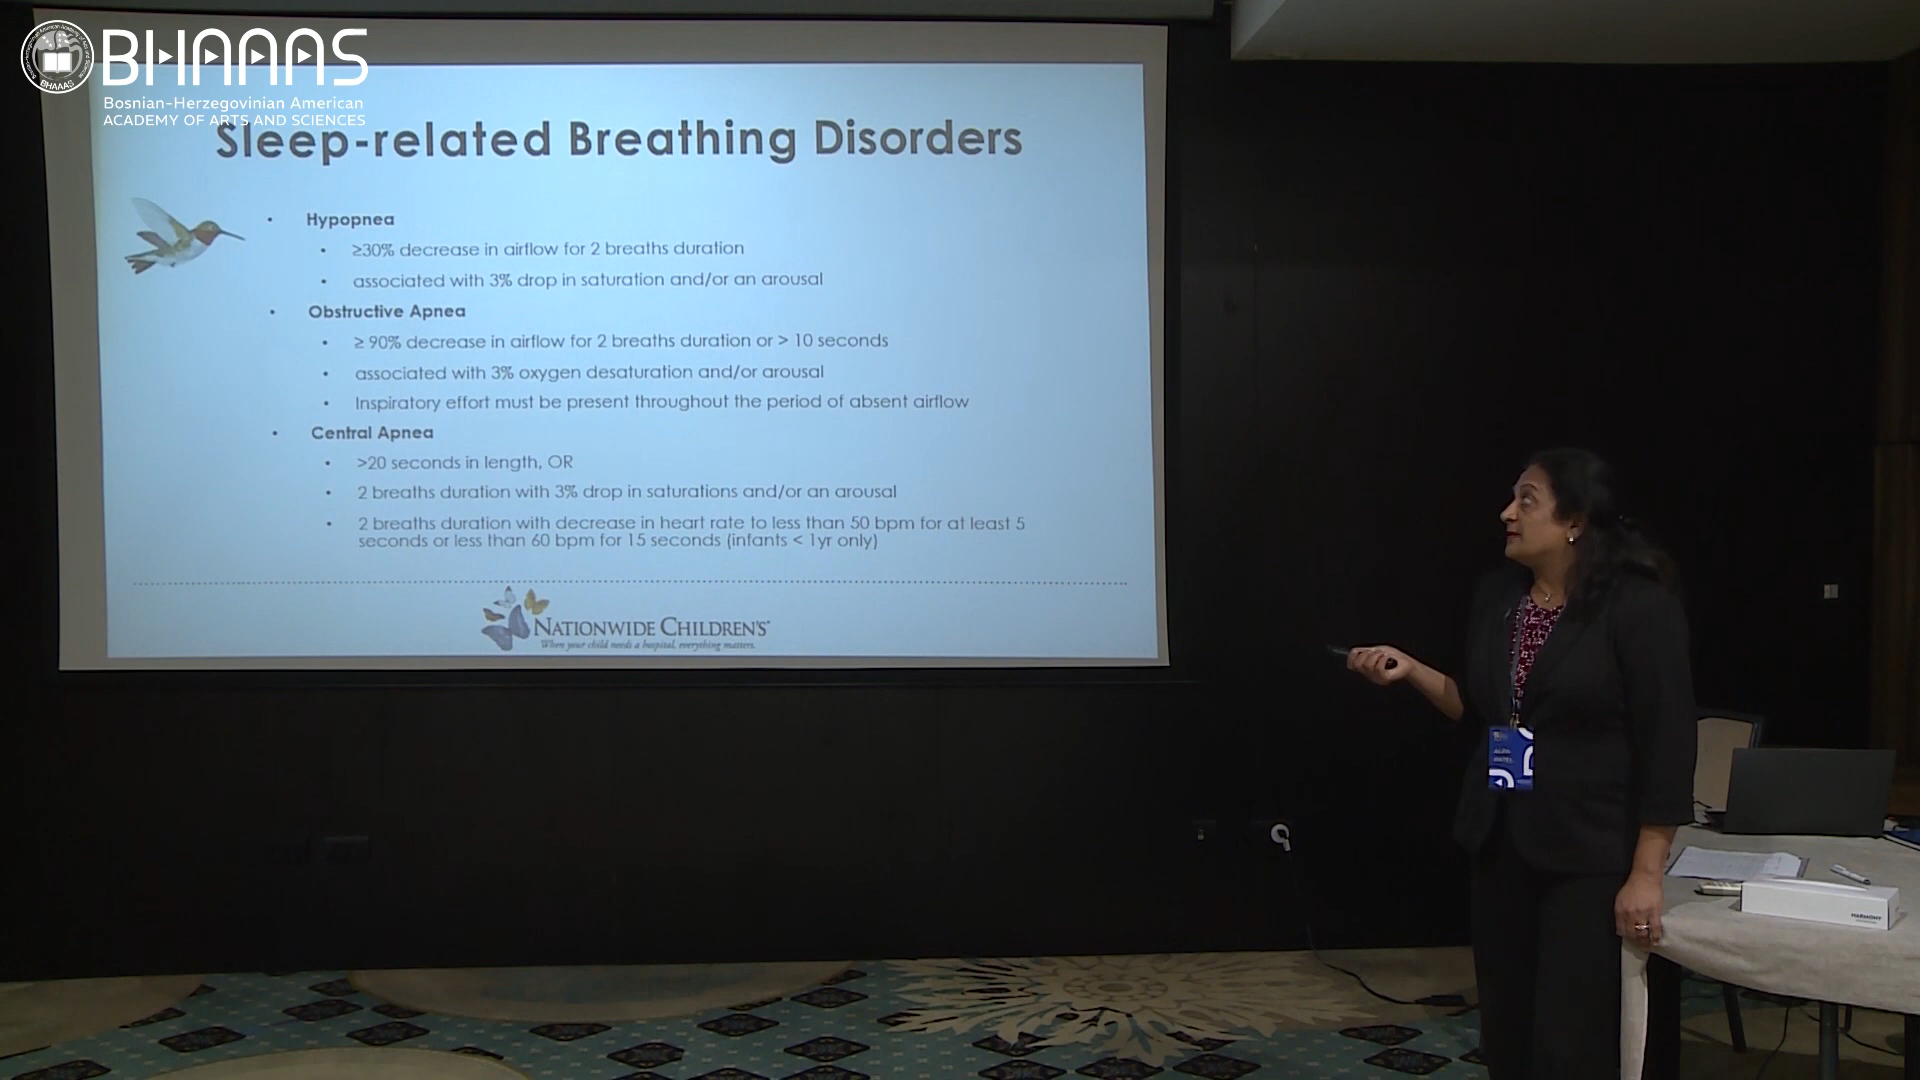 BHAAAS
Bosnian-Herzegovinian American
ACADEMY OF ARTS AND SCIENCES
BHAAAS
Sleep-related Breathing Disorders
• Hypopnea
• ≥30% decrease in airflow for 2 breaths duration
• associated with 3% drop in saturation and/or an arousal
• Obstructive Apnea
• ≥ 90% decrease in airflow for 2 breaths duration or > 10 seconds
• associated with 3% oxygen desaturation and/or arousal
• Inspiratory effort must be present throughout the period of absent airflow
• Central Apnea
• >20 seconds in length, OR
• 2 breaths duration with 3% drop in saturations and/or an arousal
• 2 breaths duration with decrease in heart rate to less than 50 bpm for at least 5
seconds or less than 60 bpm for 15 seconds (infants < 1yr only)
NATIONWIDE CHILDREN'S
When your child needs a hospital, everything matters.
HARMONY